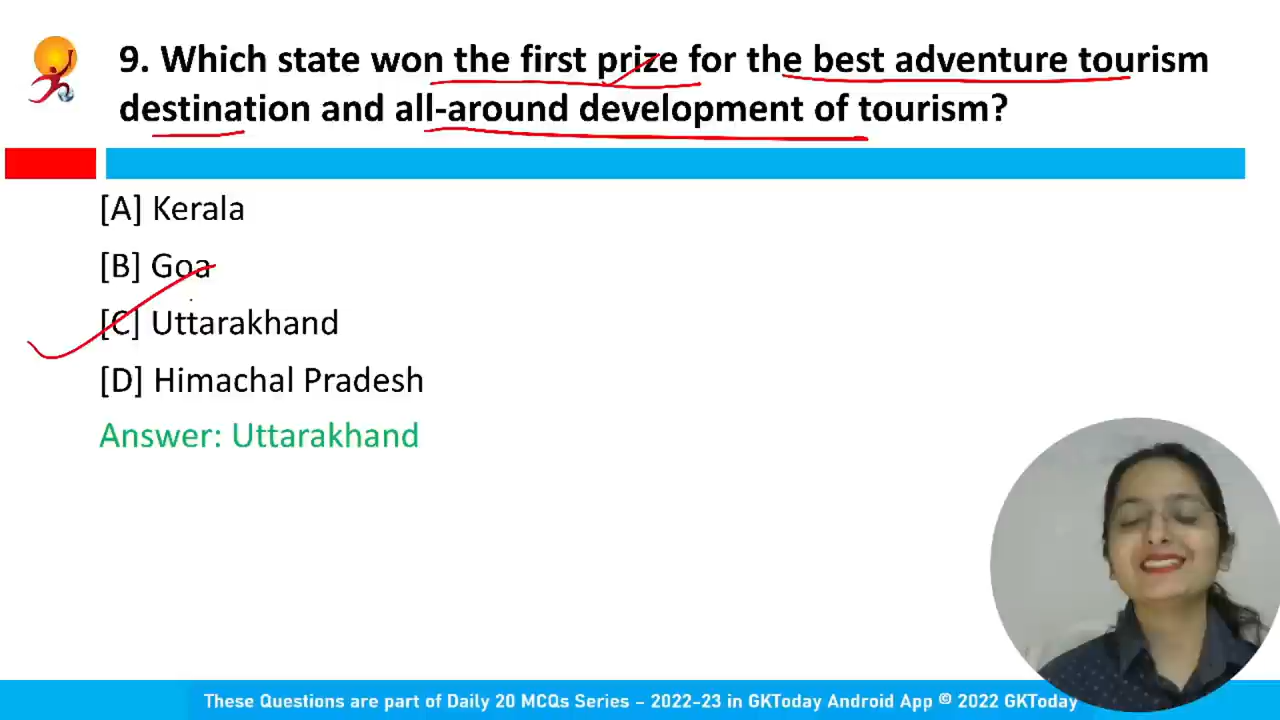 9. Which state won the first prize for the best adventure tourism
destination and all-around development of tourism?
[A] Kerala
[B] Goa
[C] Uttarakhand
[D] Himachal Pradesh
Answer: Uttarakhand
These Questions are part of Daily 20 MCQs Series – 2022-23 in GKToday Android App © 2022 GKToday